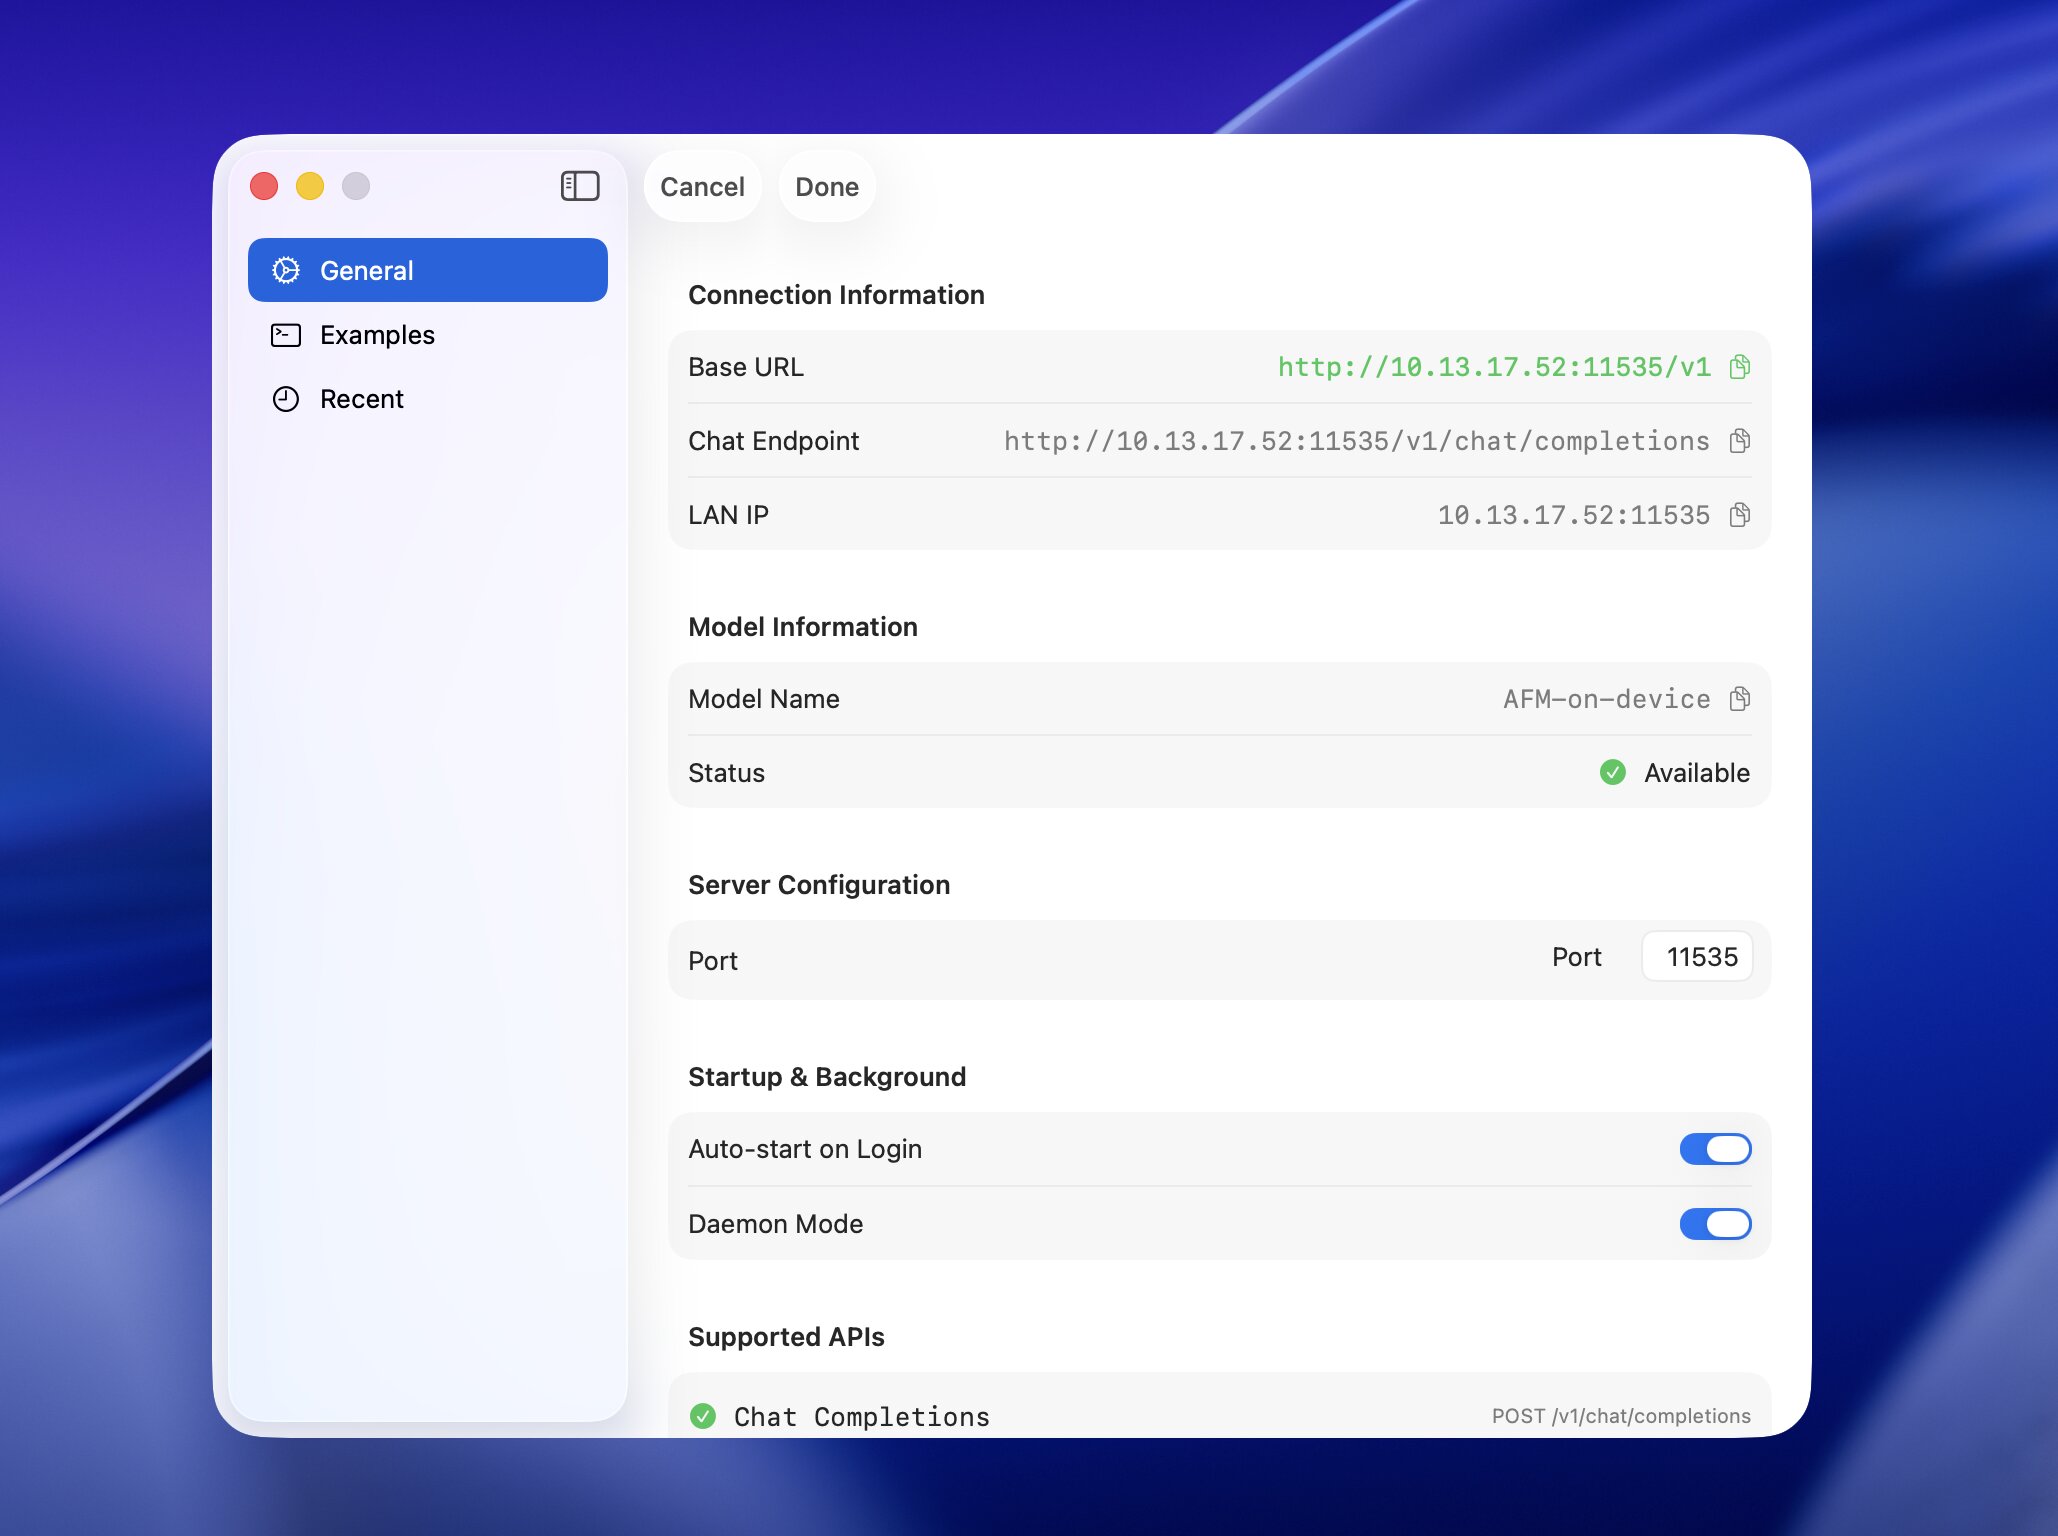 Cancel
Done
General
Examples
Recent
Connection Information
Base URL http://10.13.17.52:11535/v1
Chat Endpoint http://10.13.17.52:11535/v1/chat/completions
LAN IP 10.13.17.52:11535
Model Information
Model Name AFM-on-device
Status Available
Server Configuration
Port Port 11535
Startup & Background
Auto-start on Login
Daemon Mode
Supported APIs
Chat Completions POST /v1/chat/completions